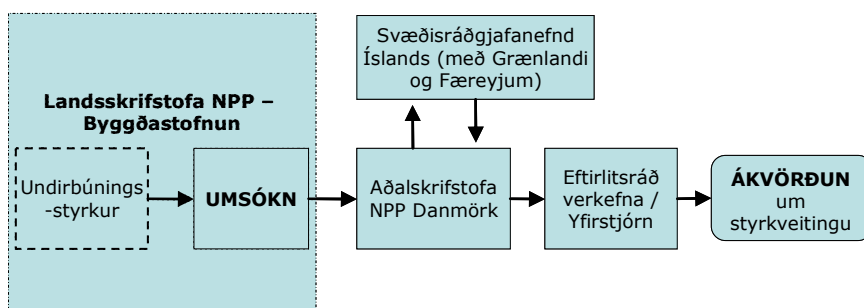 Svæðisráðgjafanefnd
Íslands (með Grænlandi
og Færeyjum)
Landsskrifstofa NPP –
Byggðastofnun
Undirbúnings
-styrkur
UMSÓKN
Aðalskrifstofa
NPP Danmörk
Eftirlitsráð
verkefna /
Yfirstjórn
ÁKVÖRÐUN
um
styrkveitingu